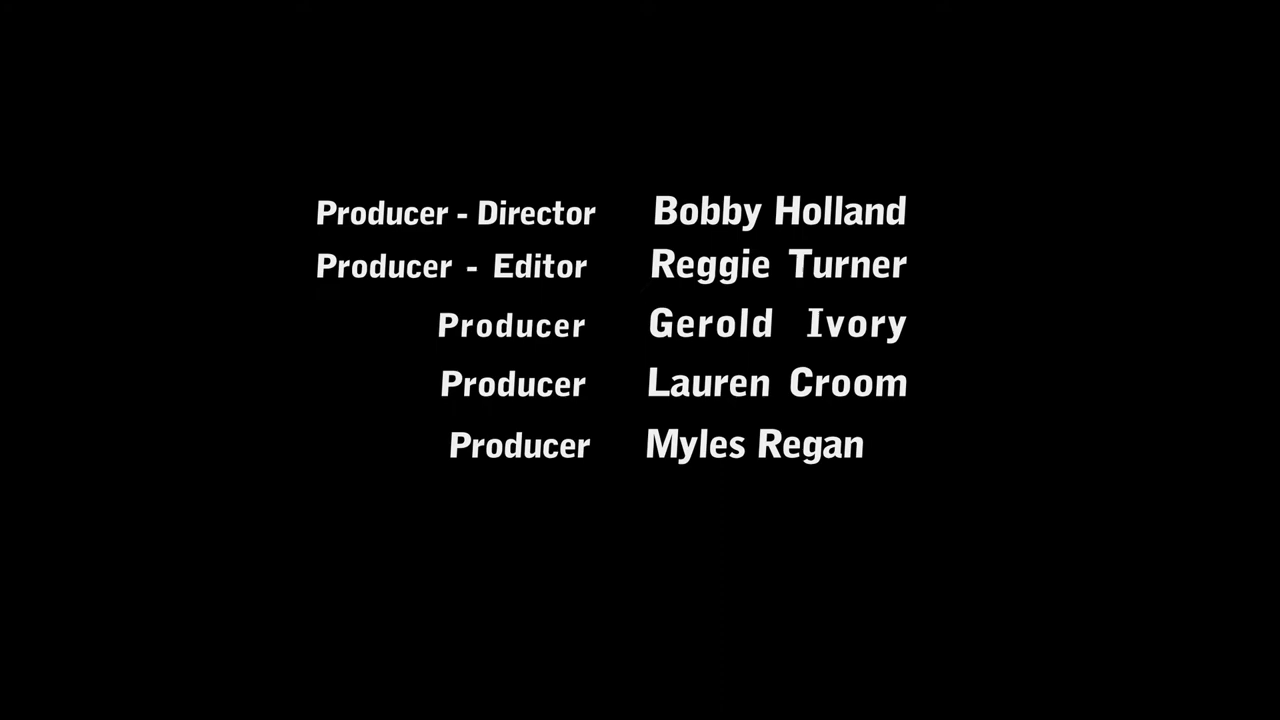 Producer - Director Bobby Holland
Producer - Editor Reggie Turner
Producer Gerold Ivory
Producer Lauren Croom
Producer Myles Regan